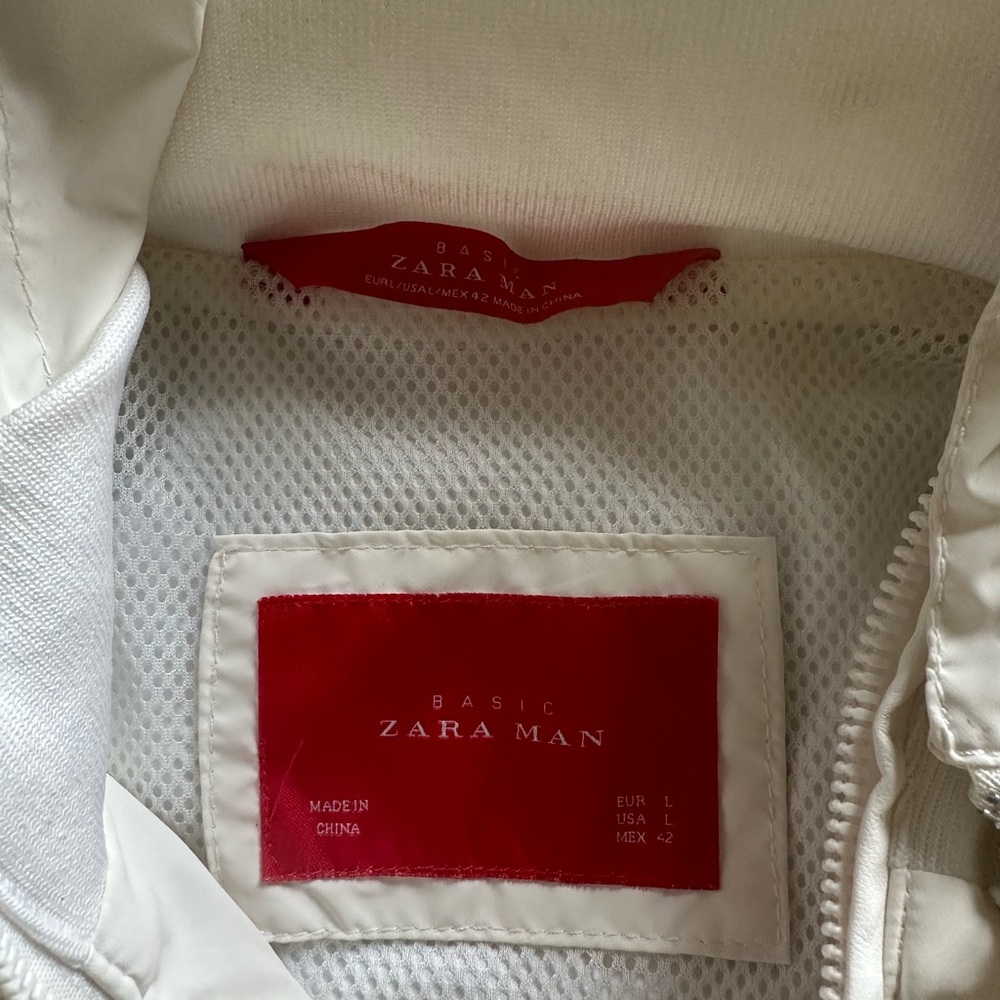 BASIC
ZARA MAN
EUR L/USA L/MEX 42 MADE IN CHINA
BASIC
ZARA MAN
MADE IN
CHINA
EUR L
USA L
MEX 42